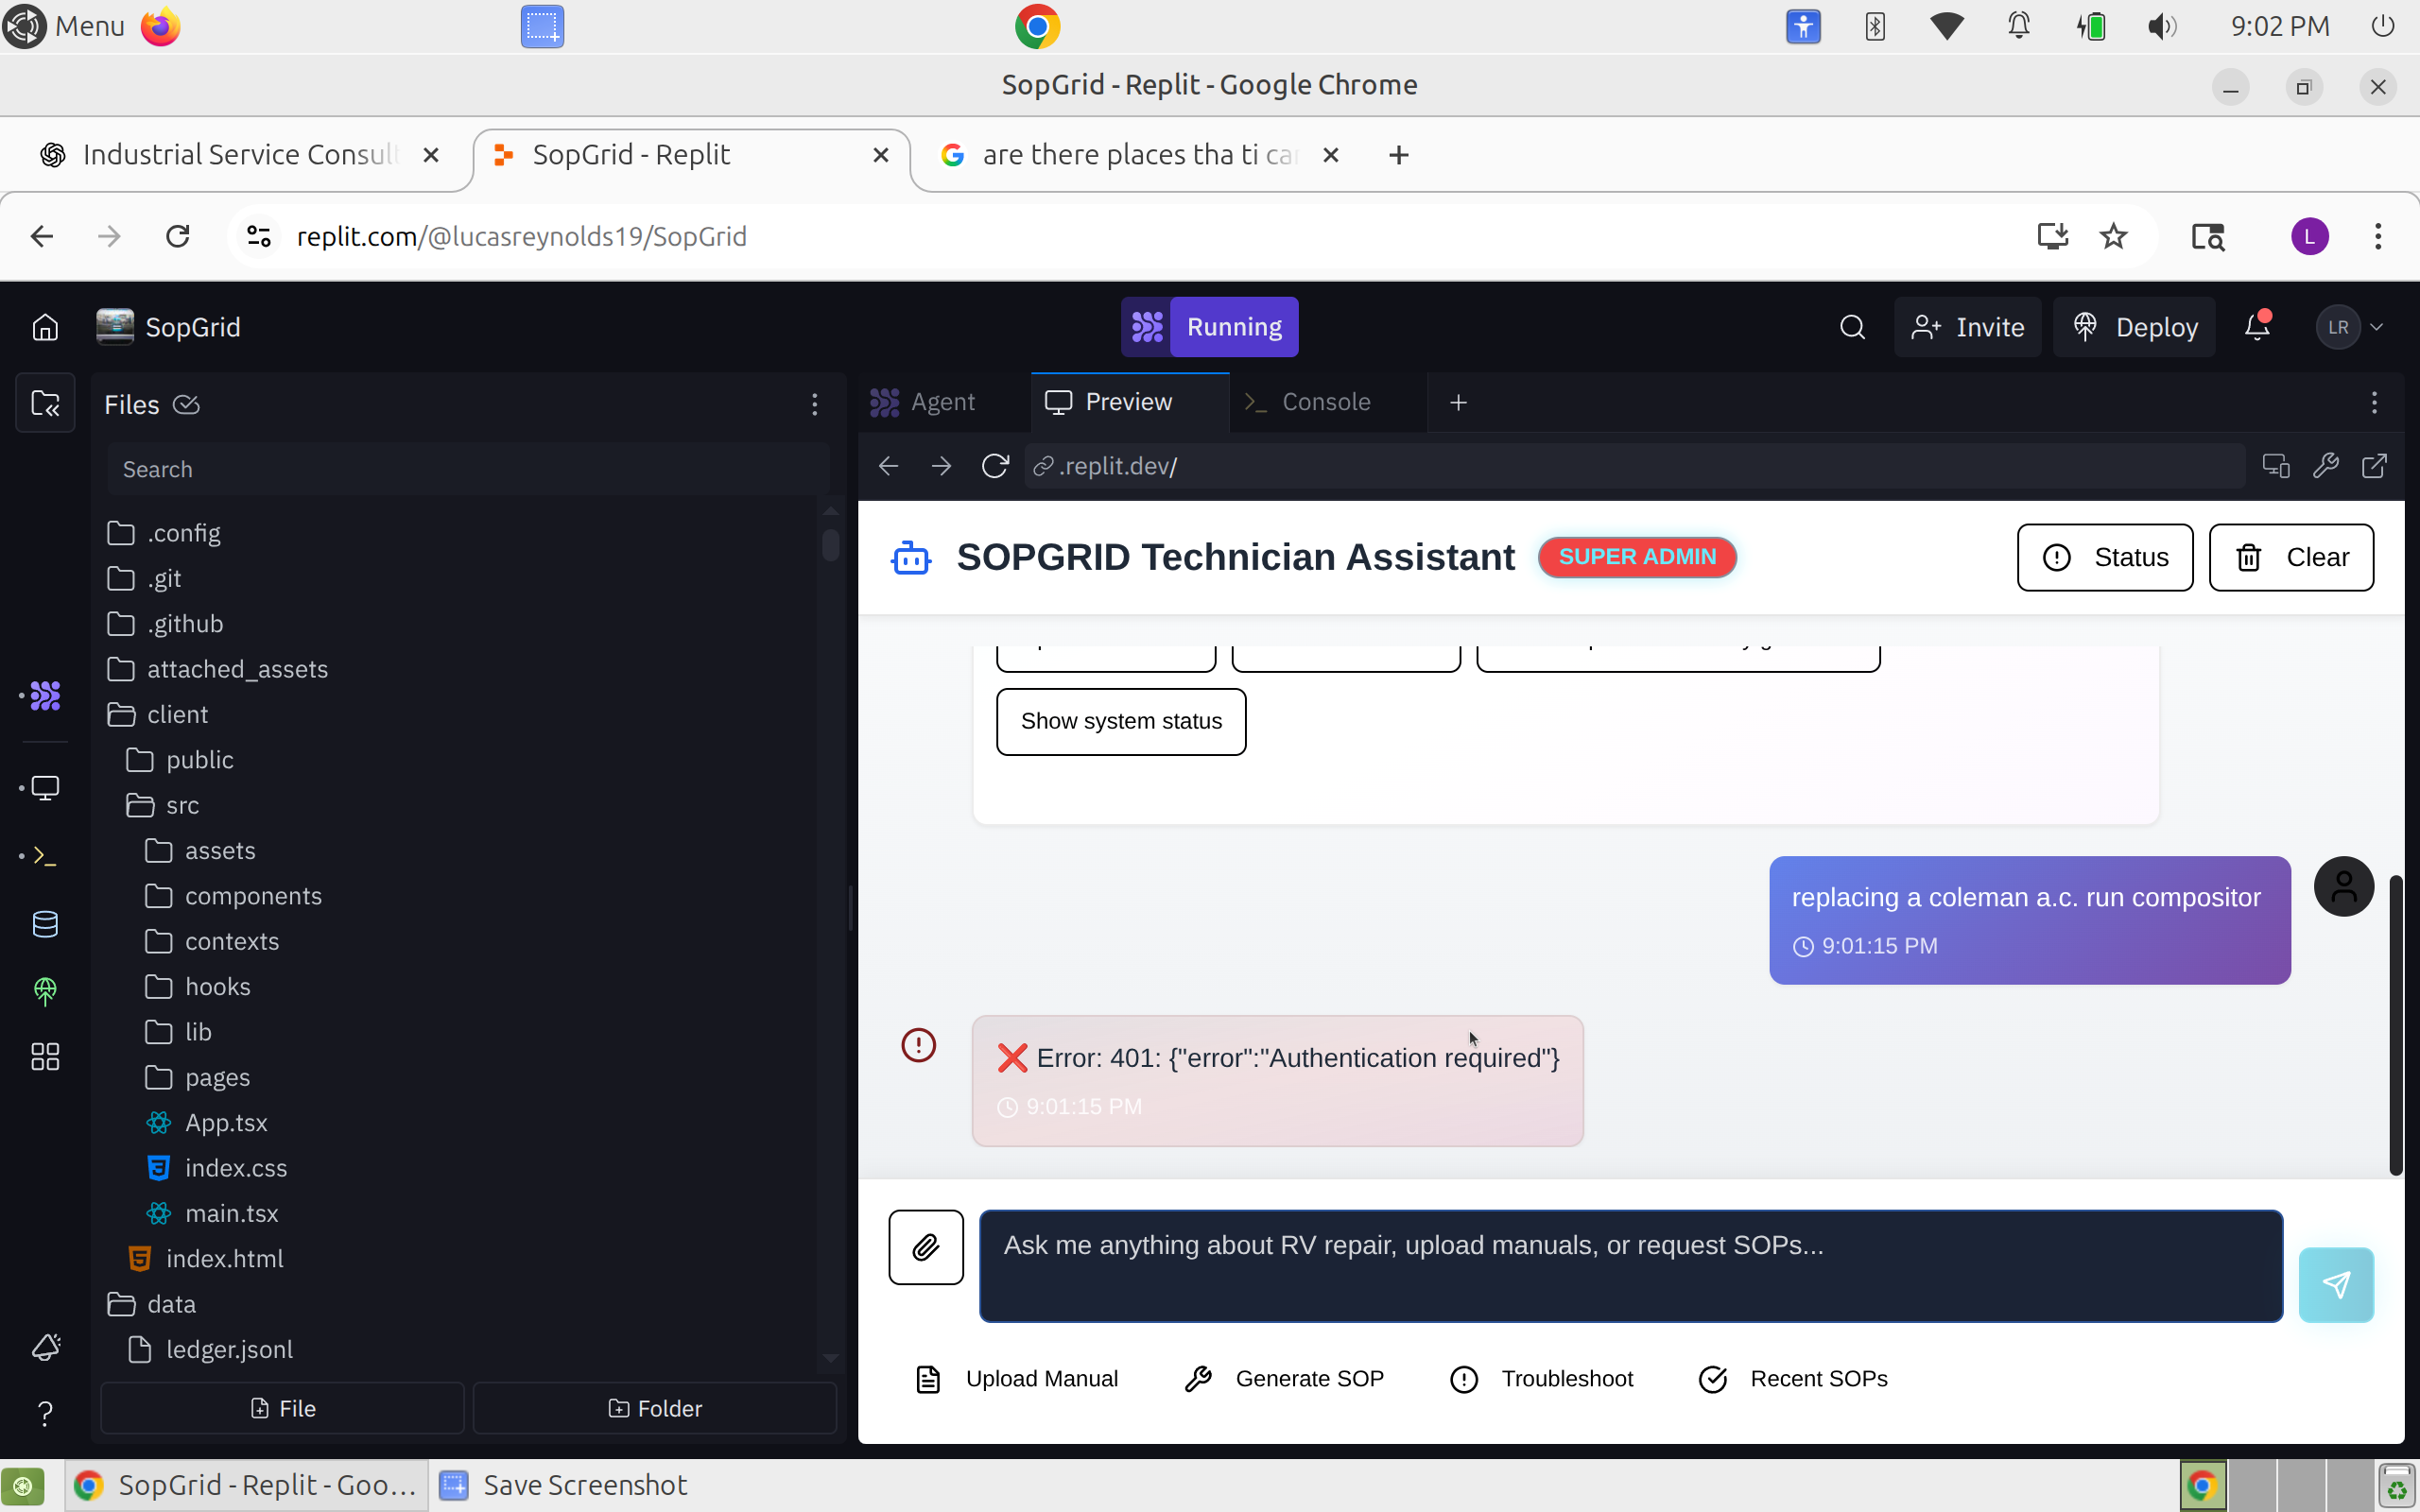 Menu
9:02 PM
SopGrid - Replit - Google Chrome
Industrial Service Consult
SopGrid - Replit
are there places tha ti ca
replit.com/@lucasreynolds19/SopGrid
L
SopGrid
Running
Invite
Deploy
LR
Files
Search
.config
.git
.github
attached_assets
client
public
src
assets
components
contexts
hooks
lib
pages
App.tsx
index.css
main.tsx
index.html
data
ledger.jsonl
File
Folder
Agent
Preview
Console
.replit.dev/
SOPGRID Technician Assistant
SUPER ADMIN
Status
Clear
Show system status
replacing a coleman a.c. run compositor
9:01:15 PM
❌ Error: 401: {"error":"Authentication required"}
9:01:15 PM
Ask me anything about RV repair, upload manuals, or request SOPs...
Upload Manual
Generate SOP
Troubleshoot
Recent SOPs
SopGrid - Replit - Goo...
Save Screenshot